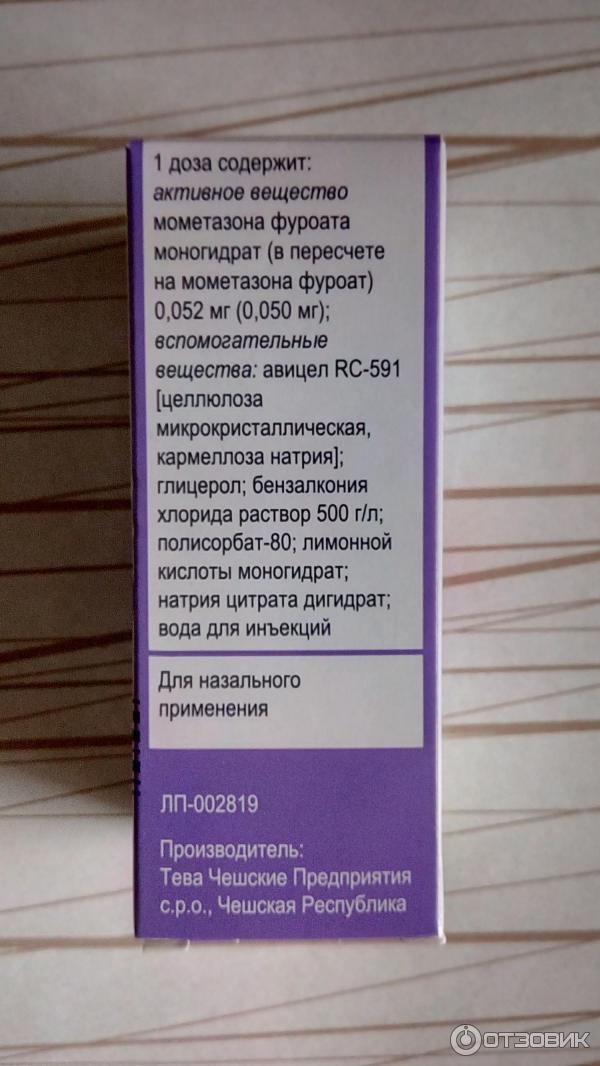 1 доза содержит:
активное вещество
мометазона фуроата
моногидрат (в пересчете
на мометазона фуроат)
0,052 мг (0,050 мг);
вспомогательные
вещества: авицел RC-591
[целлюлоза
микрокристаллическая,
кармеллоза натрия];
глицерол; бензалкония
хлорида раствор 500 г/л;
полисорбат-80; лимонной
кислоты моногидрат;
натрия цитрата дигидрат;
вода для инъекций
Для назального
применения
ЛП-002819
Производитель:
Тева Чешские Предприятия
с.р.о., Чешская Республика
ОТЗОВИК